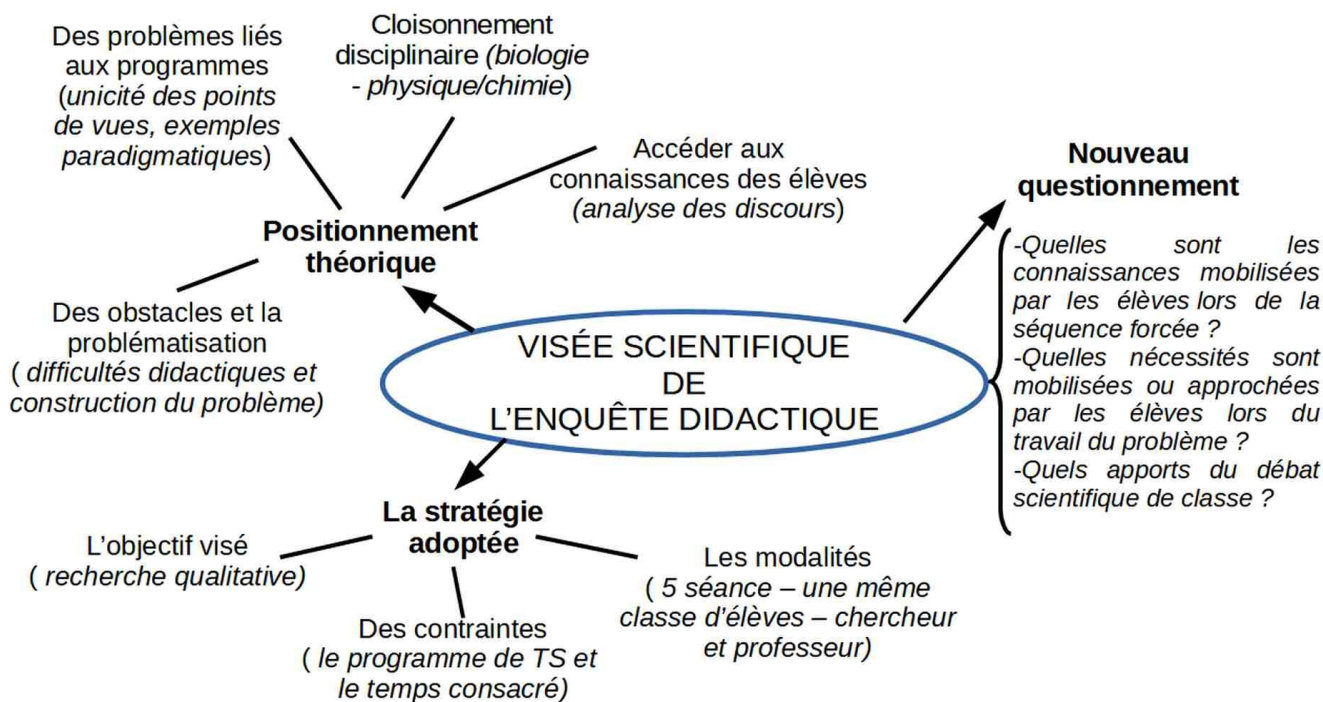 Des problèmes liés
aux programmes
(unicité des points
de vues, exemples
paradigmatiques)
Cloisonnement
disciplinaire (biologie
- physique/chimie)
Accéder aux
connaissances des élèves
(analyse des discours)
Positionnement
théorique
Des obstacles et la
problématisation
( difficultés didactiques et
construction du problème)
VISÉE SCIENTIFIQUE
DE
L’ENQUÊTE DIDACTIQUE
Nouveau
questionnement
-Quelles sont les
connaissances mobilisées
par les élèves lors de la
séquence forcée ?
-Quelles nécessités sont
mobilisées ou approchées
par les élèves lors du
travail du problème ?
-Quels apports du débat
scientifique de classe ?
La stratégie
adoptée
L’objectif visé
( recherche qualitative)
Des contraintes
( le programme de TS et
le temps consacré)
Les modalités
( 5 séance – une même
classe d’élèves – chercheur
et professeur)